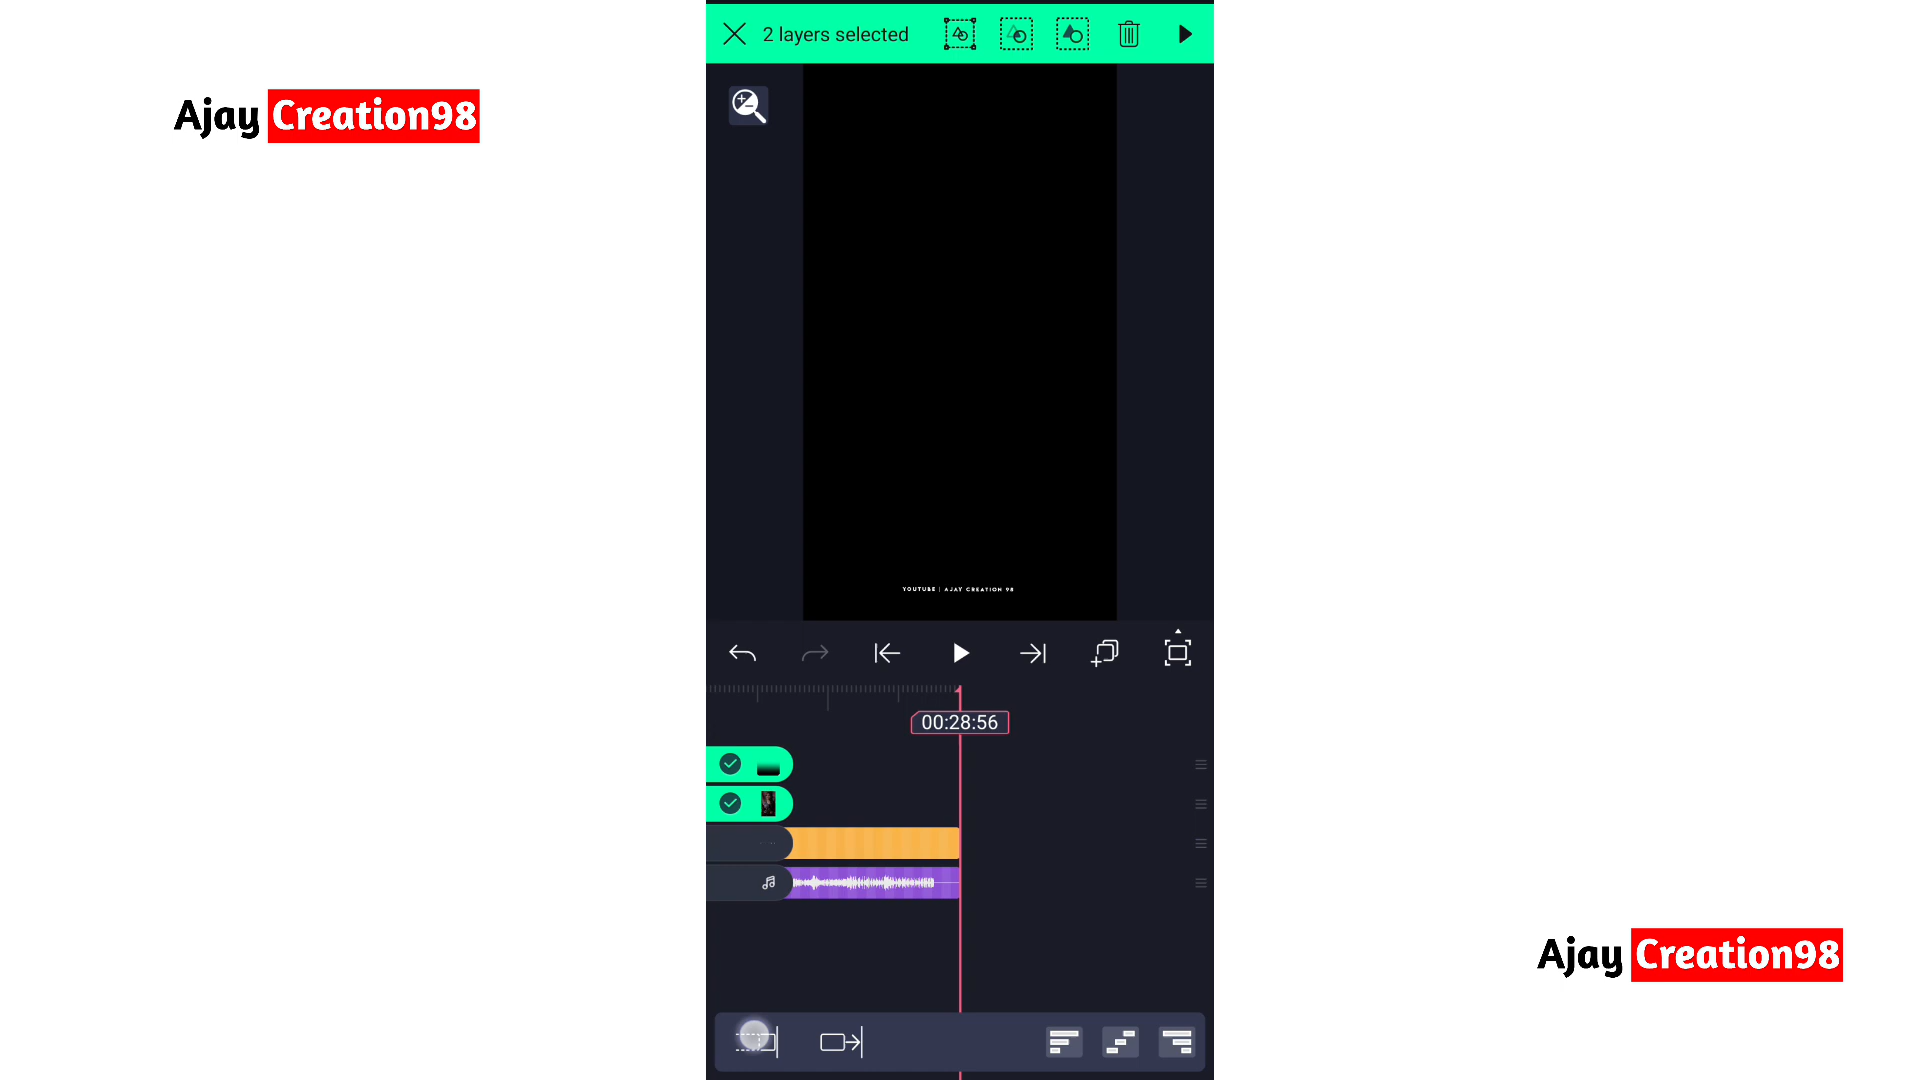 2 layers selected
Ajay Creation98
YOUTUBE | AJAY CREATION 98
00:28:56
Ajay Creation98